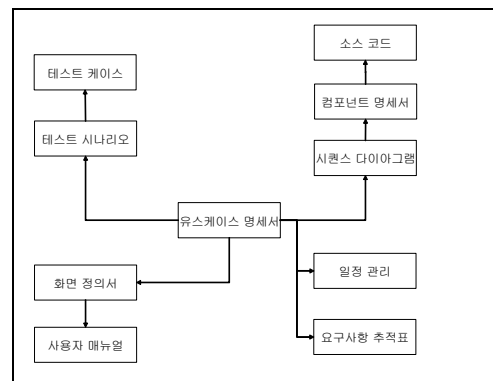 소스 코드
테스트 케이스
컴포넌트 명세서
테스트 시나리오
시퀀스 다이아그램
유스케이스 명세서
화면 정의서
일정 관리
사용자 매뉴얼
요구사항 추적표